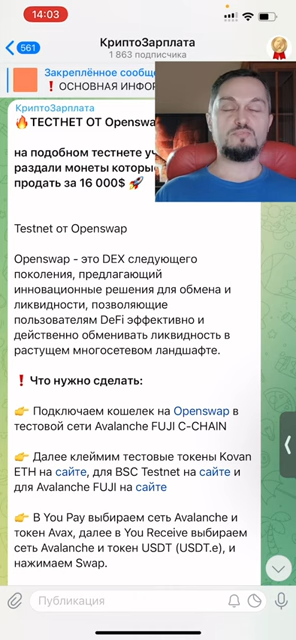 14:03
561
КриптоЗарплата
1 863 подписчика
Закреплённое сообще
❗ ОСНОВНАЯ ИНФОР
КриптоЗарплата
🔥ТЕСТНЕТ ОТ Openswa
на подобном тестнете уч
раздали монеты которы
продать за 16 000$ 🚀
Testnet от Openswap
Openswap - это DEX следующего
поколения, предлагающий
инновационные решения для обмена и
ликвидности, позволяющие
пользователям DeFi эффективно и
действенно обменивать ликвидность в
растущем многосетевом ландшафте.
❗ Что нужно сделать:
👉 Подключаем кошелек на Openswap в
тестовой сети Avalanche FUJI C-CHAIN
👉 Далее клеймим тестовые токены Kovan
ETH на сайте, для BSC Testnet на сайте и
для Avalanche FUJI на сайте
👉 В You Pay выбираем сеть Avalanche и
токен Avax, далее в You Receive выбираем
сеть Avalanche и токен USDT (USDT.e), и
нажимаем Swap.
Публикация